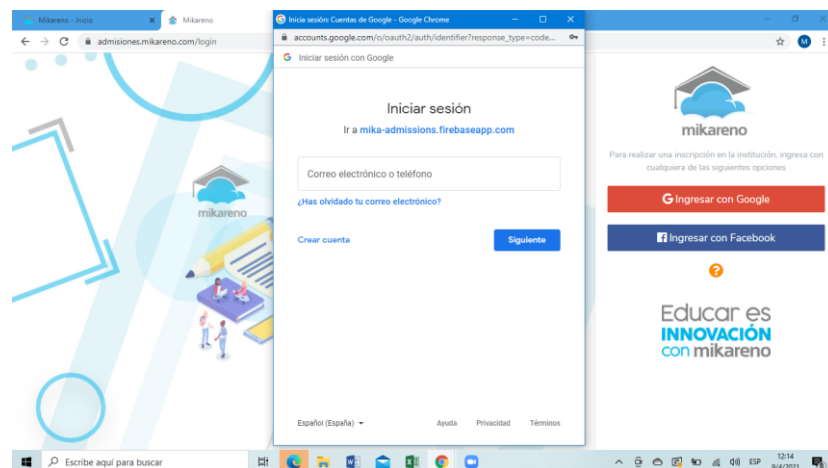 Mikareno - Inicio
Mikareno
admisiones.mikareno.com/login
M
mikareno
Inicia sesión: Cuentas de Google - Google Chrome
accounts.google.com/o/oauth2/auth/identifier?response_type=code...
G Iniciar sesión con Google
Iniciar sesión
Ir a mika-admissions.firebaseapp.com
Correo electrónico o teléfono
¿Has olvidado tu correo electrónico?
Crear cuenta
Siguiente
Español (España)
Ayuda
Privacidad
Términos
mikareno
Para realizar una inscripción en la institución, ingresa con
cualquiera de las siguientes opciones
G Ingresar con Google
f Ingresar con Facebook
?
Educar es
INNOVACIÓN
con mikareno
Escribe aquí para buscar
ESP
12:14
9/4/2021